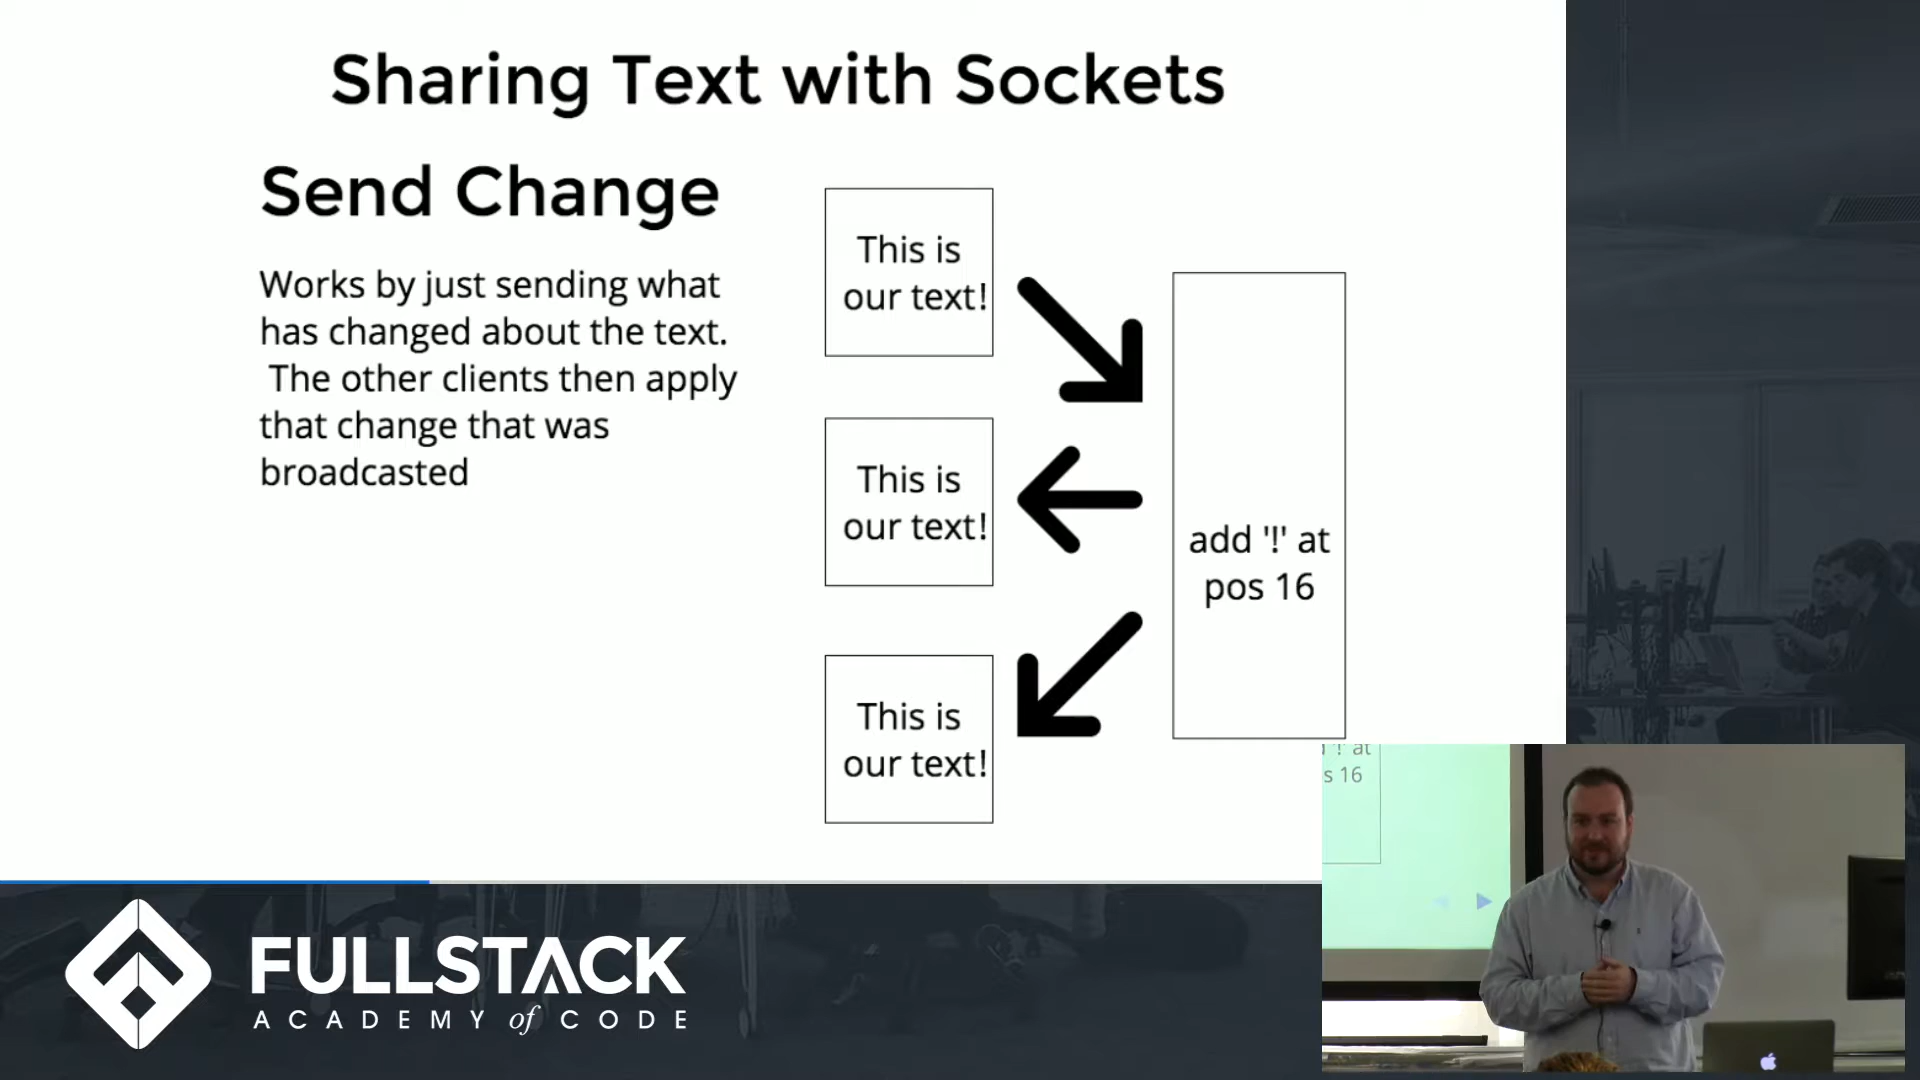 Sharing Text with Sockets
Send Change
Works by just sending what
has changed about the text.
The other clients then apply
that change that was
broadcasted
This is
our text!
This is
our text!
This is
our text!
add '!' at
pos 16
'!' at
s 16
FULLSTACK
ACADEMY of CODE